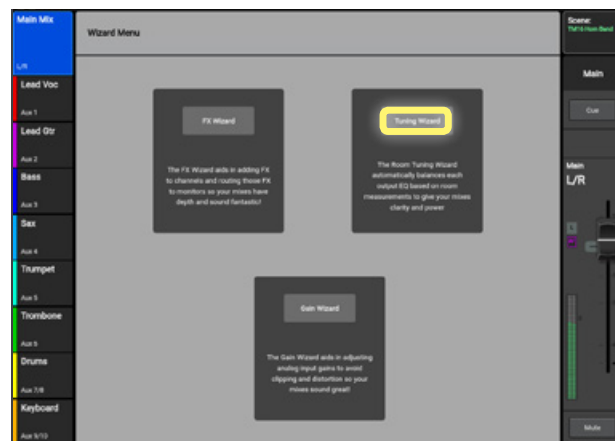 Main Mix
L/R
Lead Voc
Aux 1
Lead Gtr
Aux 2
Bass
Aux 3
Sax
Aux 4
Trumpet
Aux 5
Trombone
Aux 6
Drums
Aux 7/8
Keyboard
Aux 9/10
Wizard Menu
FX Wizard
The FX Wizard aids in adding FX
to channels and routing those FX
to monitors so your mixes have
depth and sound fantastic!
Tuning Wizard
The Room Tuning Wizard
automatically balances each
output EQ based on room
measurements to give your mixes
clarity and power
Gain Wizard
The Gain Wizard aids in adjusting
analog input gains to avoid
clipping and distortion so your
mixes sound great!
Scene:
TM16 Horn Band
Main
Cue
Main
L/R
Mute